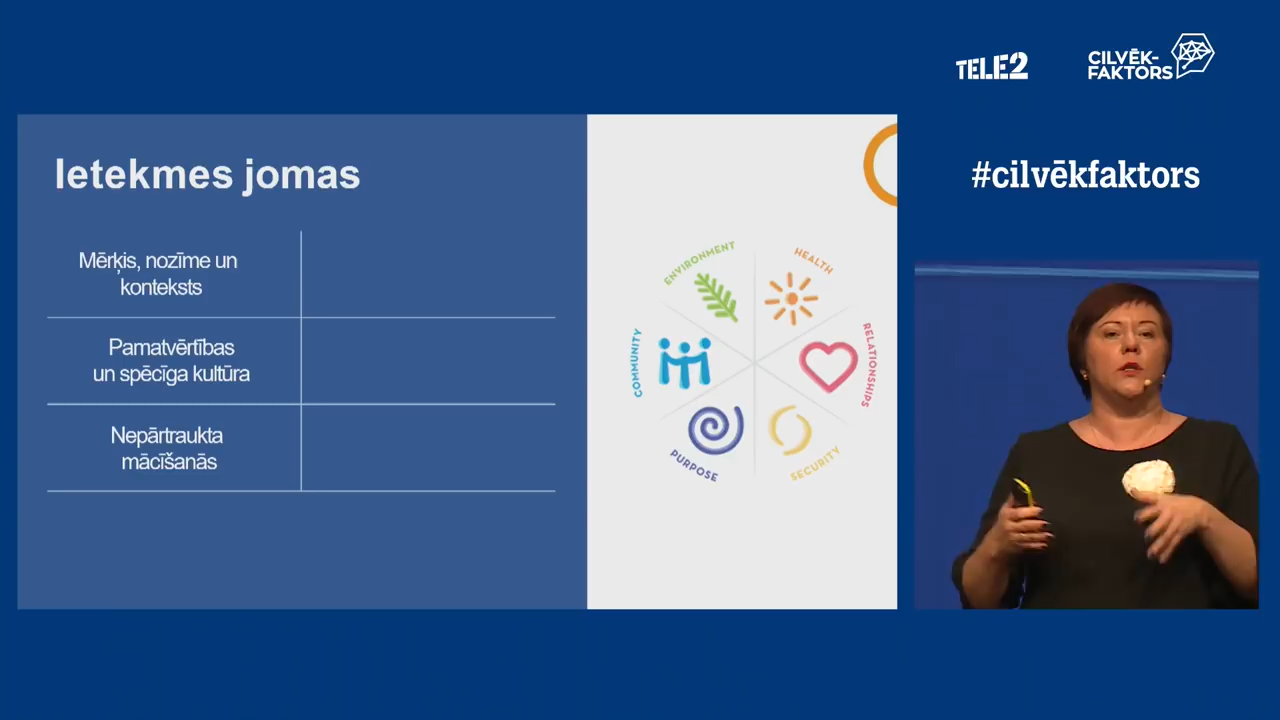 TELE2
CILVĒK-
FAKTORS
#cilvēkfaktors
Ietekmes jomas
Mērķis, nozīme un
konteksts
Pamatvērtības
un spēcīga kultūra
Nepārtraukta
mācīšanās
ENVIRONMENT
HEALTH
COMMUNITY
RELATIONSHIPS
PURPOSE
SECURITY